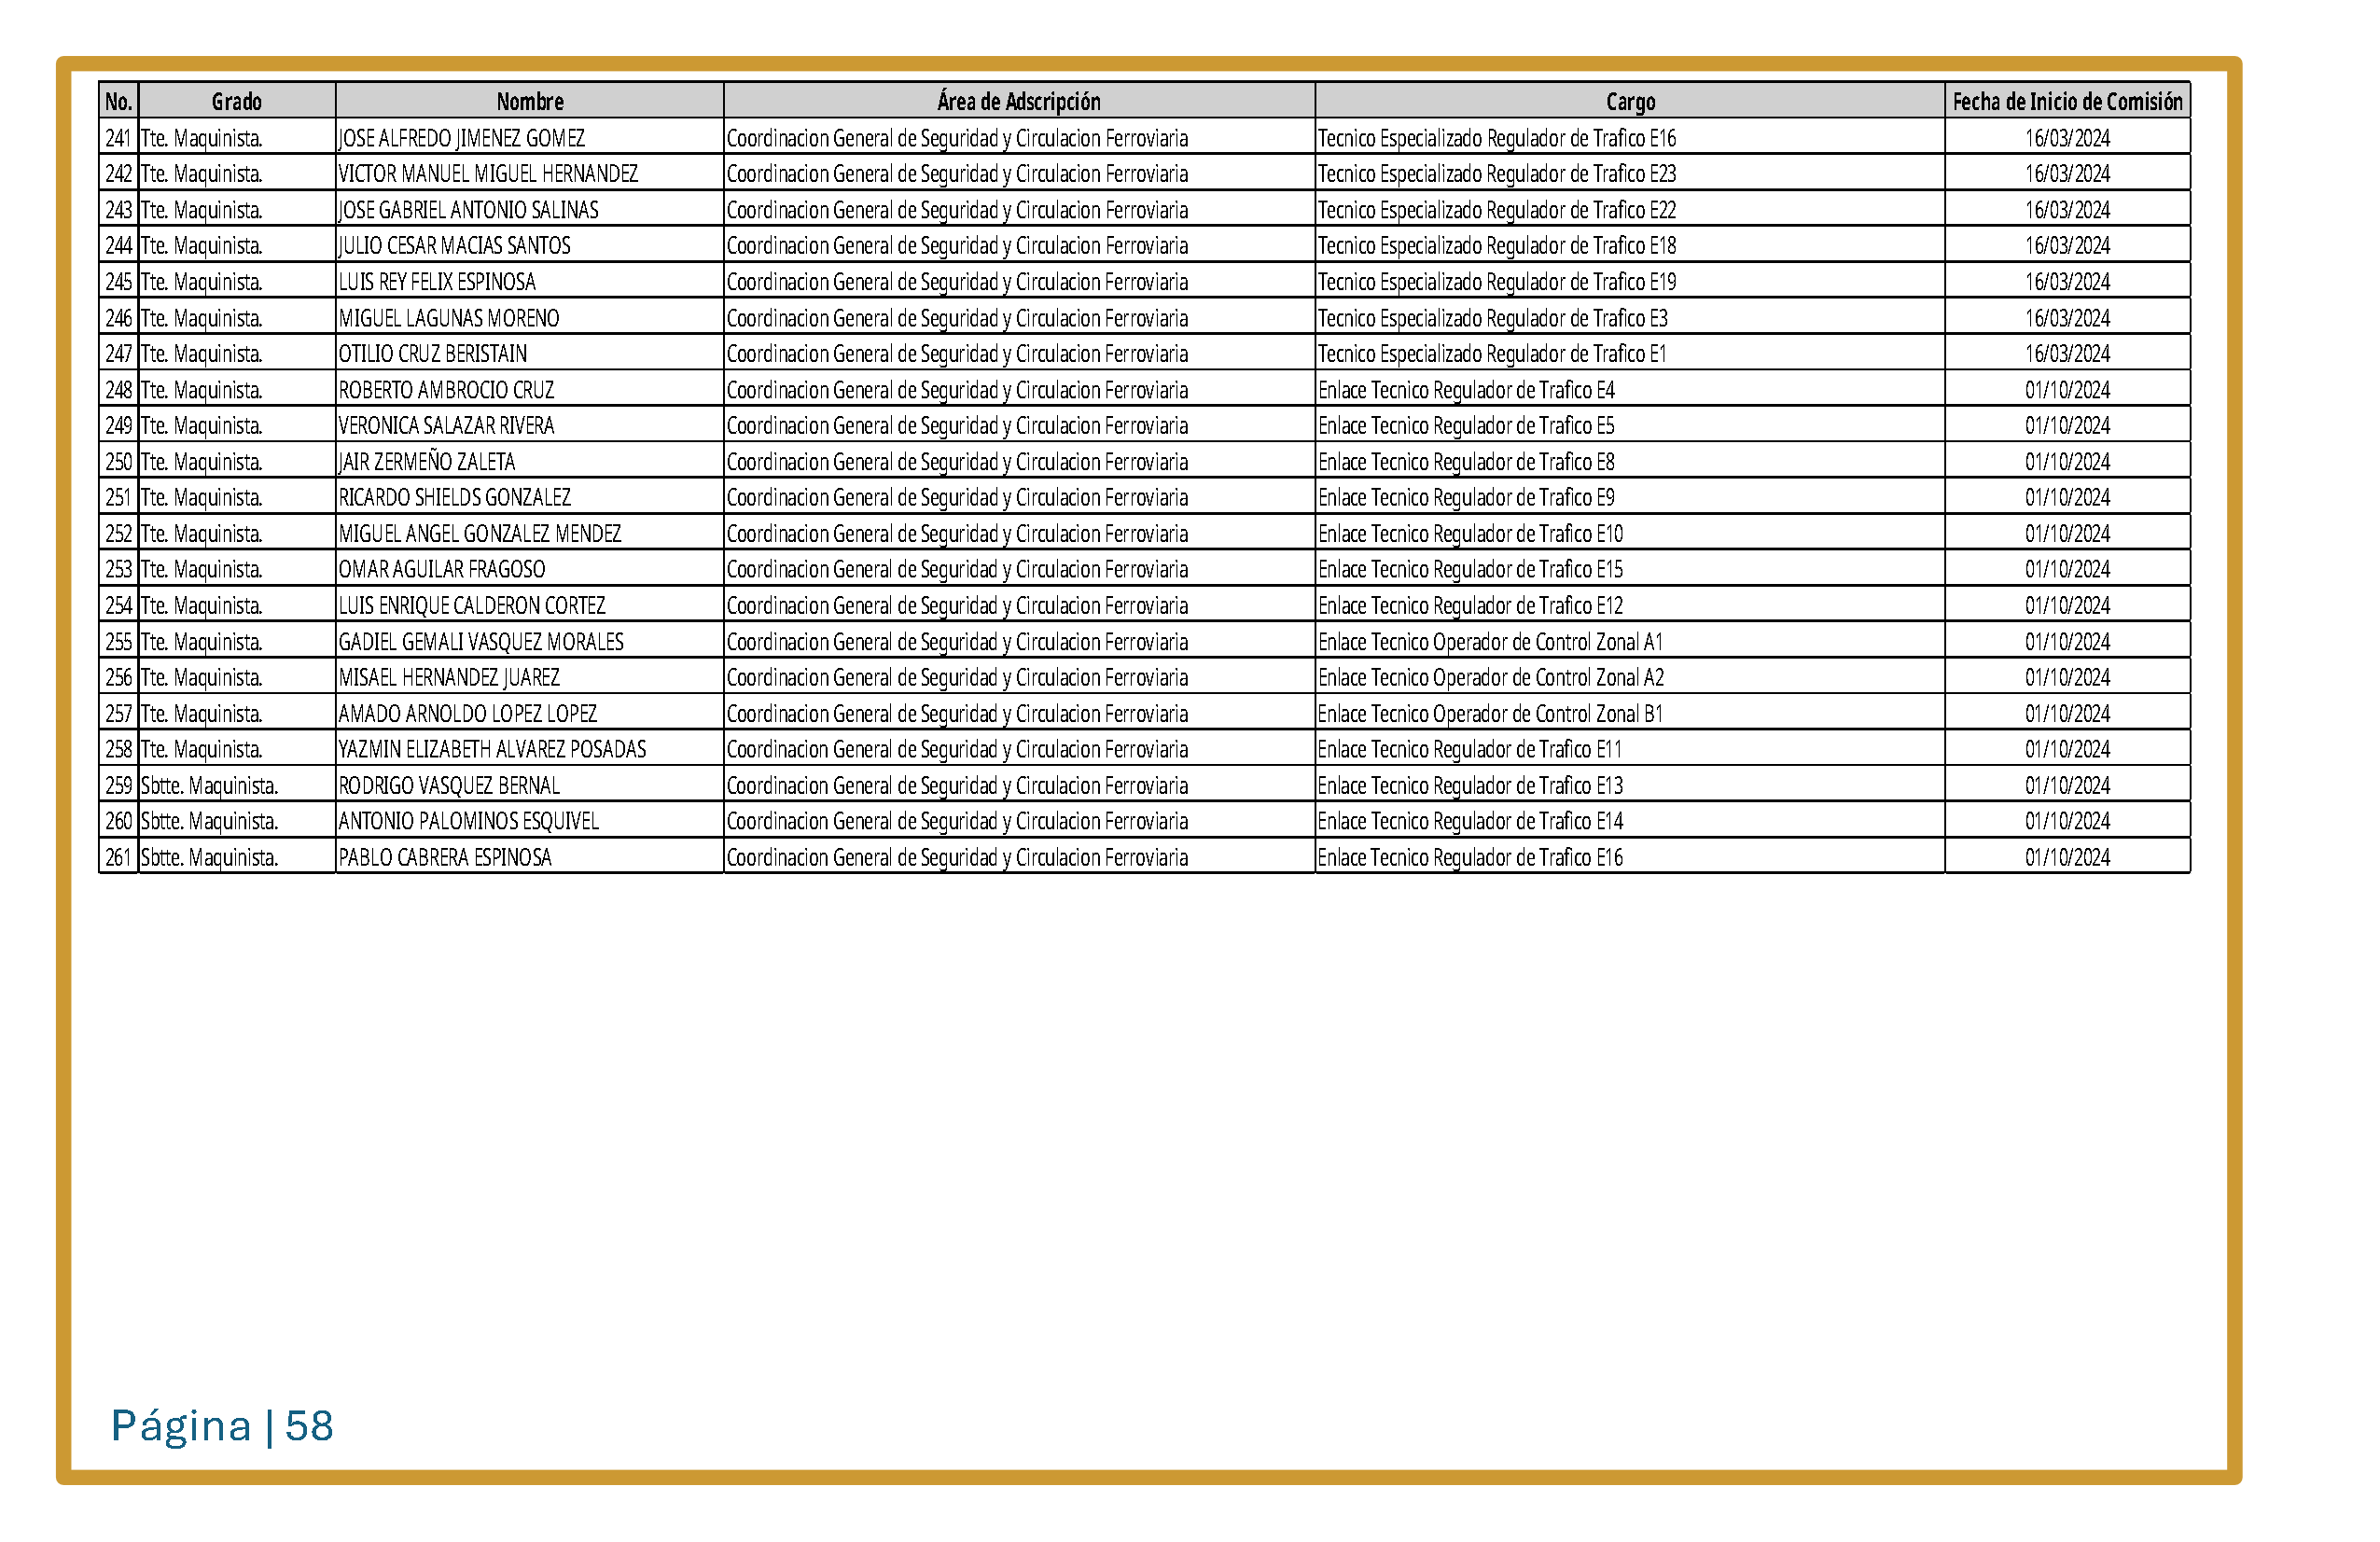 No. Grado Nombre Área de Adscripción Cargo Fecha de Inicio de Comisión
241 Tte. Maquinista. JOSE ALFREDO JIMENEZ GOMEZ Coordinacion General de Seguridad y Circulacion Ferroviaria Tecnico Especializado Regulador de Trafico E16 16/03/2024
242 Tte. Maquinista. VICTOR MANUEL MIGUEL HERNANDEZ Coordinacion General de Seguridad y Circulacion Ferroviaria Tecnico Especializado Regulador de Trafico E23 16/03/2024
243 Tte. Maquinista. JOSE GABRIEL ANTONIO SALINAS Coordinacion General de Seguridad y Circulacion Ferroviaria Tecnico Especializado Regulador de Trafico E22 16/03/2024
244 Tte. Maquinista. JULIO CESAR MACIAS SANTOS Coordinacion General de Seguridad y Circulacion Ferroviaria Tecnico Especializado Regulador de Trafico E18 16/03/2024
245 Tte. Maquinista. LUIS REY FELIX ESPINOSA Coordinacion General de Seguridad y Circulacion Ferroviaria Tecnico Especializado Regulador de Trafico E19 16/03/2024
246 Tte. Maquinista. MIGUEL LAGUNAS MORENO Coordinacion General de Seguridad y Circulacion Ferroviaria Tecnico Especializado Regulador de Trafico E3 16/03/2024
247 Tte. Maquinista. OTILIO CRUZ BERISTAIN Coordinacion General de Seguridad y Circulacion Ferroviaria Tecnico Especializado Regulador de Trafico E1 16/03/2024
248 Tte. Maquinista. ROBERTO AMBROCIO CRUZ Coordinacion General de Seguridad y Circulacion Ferroviaria Enlace Tecnico Regulador de Trafico E4 01/10/2024
249 Tte. Maquinista. VERONICA SALAZAR RIVERA Coordinacion General de Seguridad y Circulacion Ferroviaria Enlace Tecnico Regulador de Trafico E5 01/10/2024
250 Tte. Maquinista. JAIR ZERMEÑO ZALETA Coordinacion General de Seguridad y Circulacion Ferroviaria Enlace Tecnico Regulador de Trafico E8 01/10/2024
251 Tte. Maquinista. RICARDO SHIELDS GONZALEZ Coordinacion General de Seguridad y Circulacion Ferroviaria Enlace Tecnico Regulador de Trafico E9 01/10/2024
252 Tte. Maquinista. MIGUEL ANGEL GONZALEZ MENDEZ Coordinacion General de Seguridad y Circulacion Ferroviaria Enlace Tecnico Regulador de Trafico E10 01/10/2024
253 Tte. Maquinista. OMAR AGUILAR FRAGOSO Coordinacion General de Seguridad y Circulacion Ferroviaria Enlace Tecnico Regulador de Trafico E15 01/10/2024
254 Tte. Maquinista. LUIS ENRIQUE CALDERON CORTEZ Coordinacion General de Seguridad y Circulacion Ferroviaria Enlace Tecnico Regulador de Trafico E12 01/10/2024
255 Tte. Maquinista. GADIEL GEMALI VASQUEZ MORALES Coordinacion General de Seguridad y Circulacion Ferroviaria Enlace Tecnico Operador de Control Zonal A1 01/10/2024
256 Tte. Maquinista. MISAEL HERNANDEZ JUAREZ Coordinacion General de Seguridad y Circulacion Ferroviaria Enlace Tecnico Operador de Control Zonal A2 01/10/2024
257 Tte. Maquinista. AMADO ARNOLDO LOPEZ LOPEZ Coordinacion General de Seguridad y Circulacion Ferroviaria Enlace Tecnico Operador de Control Zonal B1 01/10/2024
258 Tte. Maquinista. YAZMIN ELIZABETH ALVAREZ POSADAS Coordinacion General de Seguridad y Circulacion Ferroviaria Enlace Tecnico Regulador de Trafico E11 01/10/2024
259 Sbtte. Maquinista. RODRIGO VASQUEZ BERNAL Coordinacion General de Seguridad y Circulacion Ferroviaria Enlace Tecnico Regulador de Trafico E13 01/10/2024
260 Sbtte. Maquinista. ANTONIO PALOMINOS ESQUIVEL Coordinacion General de Seguridad y Circulacion Ferroviaria Enlace Tecnico Regulador de Trafico E14 01/10/2024
261 Sbtte. Maquinista. PABLO CABRERA ESPINOSA Coordinacion General de Seguridad y Circulacion Ferroviaria Enlace Tecnico Regulador de Trafico E16 01/10/2024
Página | 58